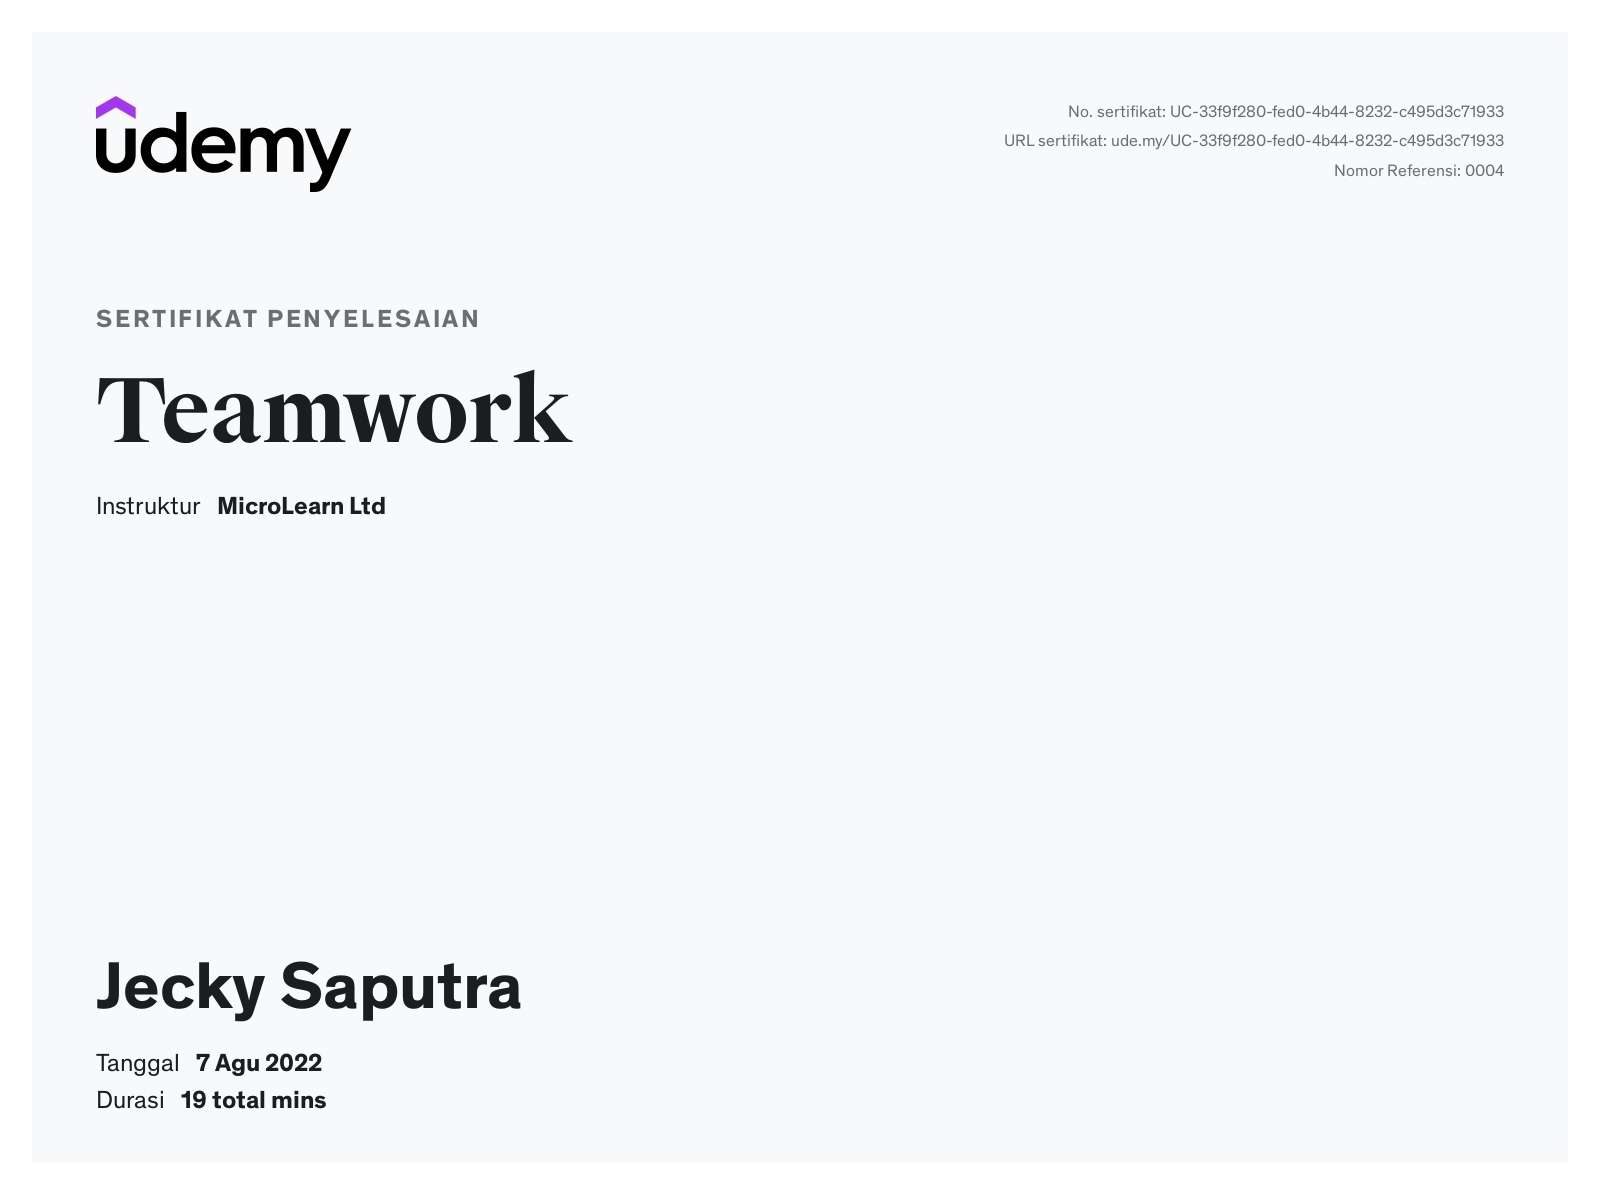 udemy
No. sertifikat: UC-33f9f280-fed0-4b44-8232-c495d3c71933
URL sertifikat: ude.my/UC-33f9f280-fed0-4b44-8232-c495d3c71933
Nomor Referensi: 0004
SERTIFIKAT PENYELESAIAN
Teamwork
Instruktur MicroLearn Ltd
Jecky Saputra
Tanggal 7 Agu 2022
Durasi 19 total mins